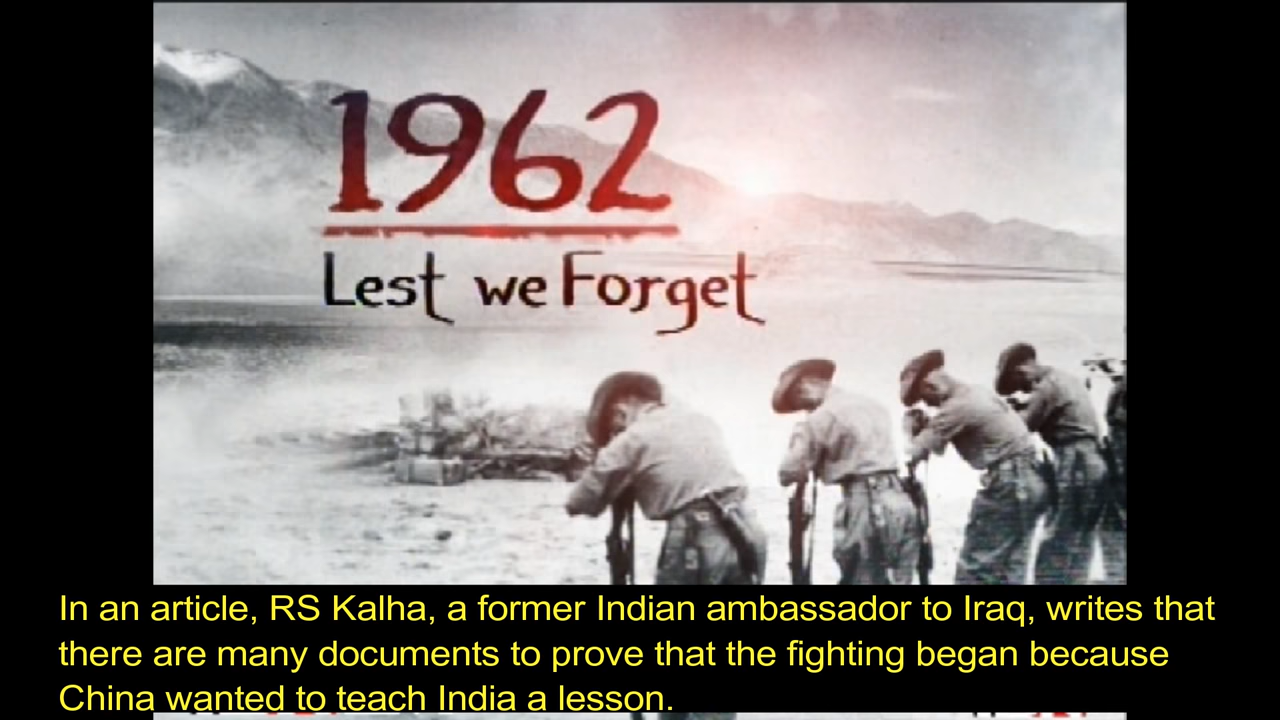 1962
Lest we Forget
In an article, RS Kalha, a former Indian ambassador to Iraq, writes that
there are many documents to prove that the fighting began because
China wanted to teach India a lesson.